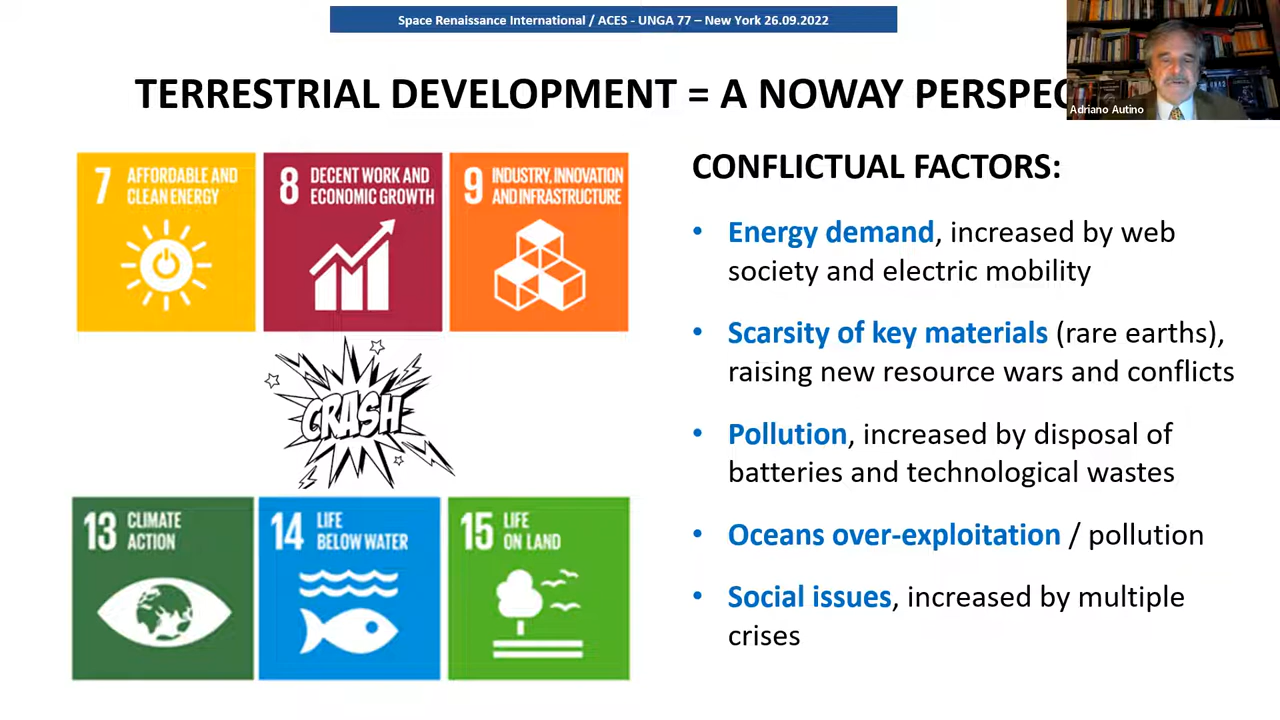 Space Renaissance International / ACES - UNGA 77 – New York 26.09.2022
TERRESTRIAL DEVELOPMENT = A NOWAY PERSPEC
Adriano Autino
7 AFFORDABLE AND
CLEAN ENERGY
8 DECENT WORK AND
ECONOMIC GROWTH
9 INDUSTRY, INNOVATION
AND INFRASTRUCTURE
CRASH
13 CLIMATE
ACTION
14 LIFE
BELOW WATER
15 LIFE
ON LAND
CONFLICTUAL FACTORS:
• Energy demand, increased by web
society and electric mobility
• Scarsity of key materials (rare earths),
raising new resource wars and conflicts
• Pollution, increased by disposal of
batteries and technological wastes
• Oceans over-exploitation / pollution
• Social issues, increased by multiple
crises